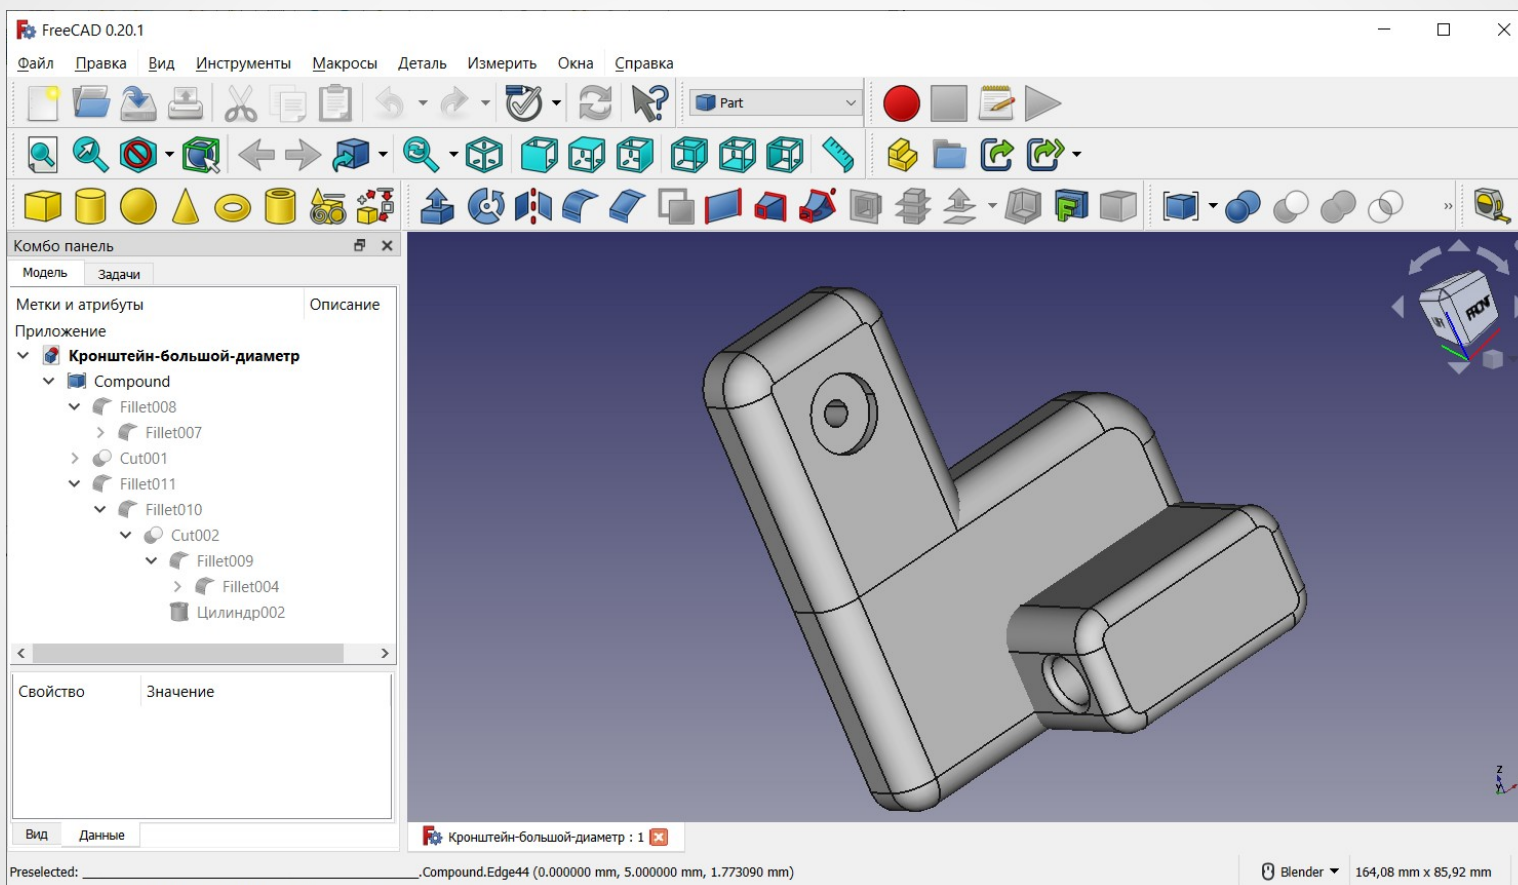 FreeCAD 0.20.1
Файл Правка Вид Инструменты Макросы Деталь Измерить Окна Справка
Part
Комбо панель
Модель Задачи
Метки и атрибуты Описание
Приложение
Кронштейн-большой-диаметр
Compound
Fillet008
Fillet007
Cut001
Fillet011
Fillet010
Cut002
Fillet009
Fillet004
Цилиндр002
FRONT
Свойство Значение
Z
Вид Данные
Кронштейн-большой-диаметр : 1
Preselected: .Compound.Edge44 (0.000000 mm, 5.000000 mm, 1.773090 mm)
Blender 164,08 mm x 85,92 mm